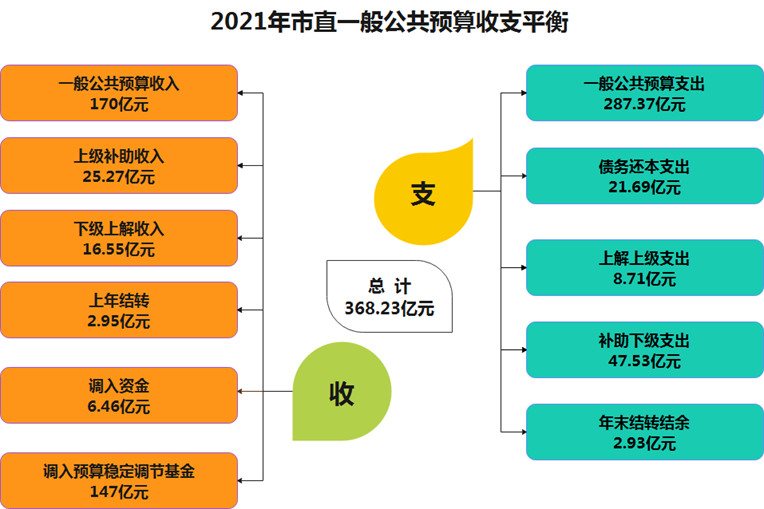 2021年市直一般公共预算收支平衡
一般公共预算收入
170亿元
上级补助收入
25.27亿元
下级上解收入
16.55亿元
上年结转
2.95亿元
调入资金
6.46亿元
调入预算稳定调节基金
147亿元
支
总 计
368.23亿元
收
一般公共预算支出
287.37亿元
债务还本支出
21.69亿元
上解上级支出
8.71亿元
补助下级支出
47.53亿元
年末结转结余
2.93亿元